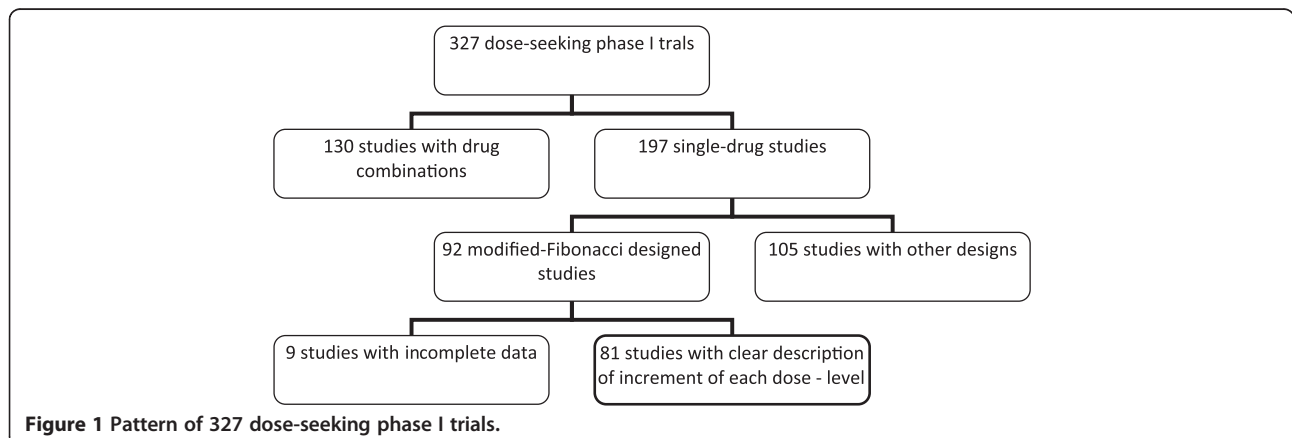 327 dose-seeking phase I trals
130 studies with drug
combinations
197 single-drug studies
92 modified-Fibonacci designed
studies
105 studies with other designs
9 studies with incomplete data
81 studies with clear description
of increment of each dose - level
Figure 1 Pattern of 327 dose-seeking phase I trials.